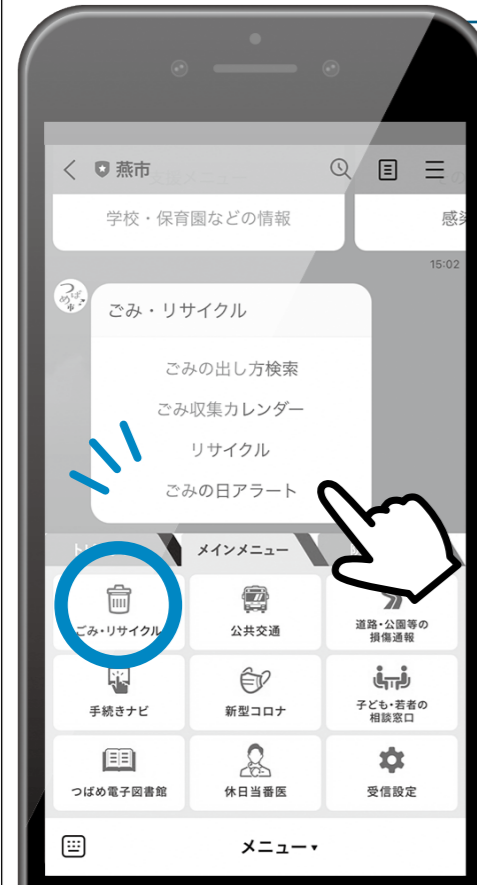 燕市
学校・保育園などの情報
感染
15:02
つばめ市
ごみ・リサイクル
ごみの出し方検索
ごみ収集カレンダー
リサイクル
ごみの日アラート
メインメニュー
ごみ・リサイクル
公共交通
道路・公園等の
損傷通報
手続きナビ
新型コロナ
子ども・若者の
相談窓口
つばめ電子図書館
休日当番医
受信設定
メニュー▼